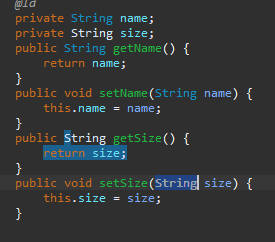 @Id
private String name;
private String size;
public String getName() {
return name;
}
public void setName(String name) {
this.name = name;
}
public String getSize() {
return size;
}
public void setSize(String size) {
this.size = size;
}